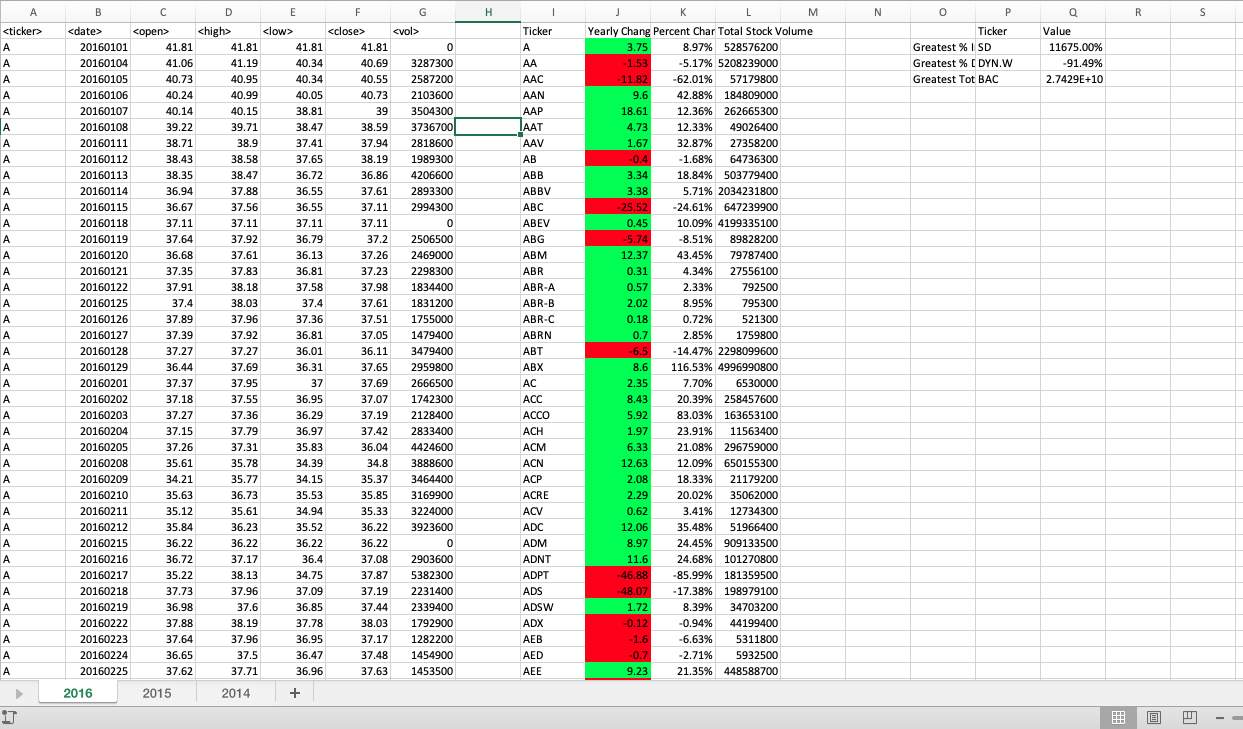 A B C D E F G H I J K L M N O P Q R S
<ticker> <date> <open> <high> <low> <close> <vol> Ticker Yearly Chang Percent Char Total Stock Volume Ticker Value
A 20160101 41.81 41.81 41.81 41.81 0 A 3.75 8.97% 528576200 Greatest % I SD 11675.00%
A 20160104 41.06 41.19 40.34 40.69 3287300 AA -1.53 -5.17% 5208239000 Greatest % D DYN.W -91.49%
A 20160105 40.73 40.95 40.34 40.55 2587200 AAC -11.82 -62.01% 57179800 Greatest Tot BAC 2.7429E+10
A 20160106 40.24 40.99 40.05 40.73 2103600 AAN 9.6 42.88% 184809000
A 20160107 40.14 40.15 38.81 39 3504300 AAP 18.61 12.36% 262665300
A 20160108 39.22 39.71 38.47 38.59 3736700 AAT 4.73 12.33% 49026400
A 20160111 38.71 38.9 37.41 37.94 2818600 AAV 1.67 32.87% 27358200
A 20160112 38.43 38.58 37.65 38.19 1989300 AB -0.4 -1.68% 64736300
A 20160113 38.35 38.47 36.72 36.86 4206600 ABB 3.34 18.84% 503779400
A 20160114 36.94 37.88 36.55 37.61 2893300 ABBV 3.38 5.71% 2034231800
A 20160115 36.67 37.56 36.55 37.11 2994300 ABC -25.52 -24.61% 647239900
A 20160118 37.11 37.11 37.11 37.11 0 ABEV 0.45 10.09% 4199335100
A 20160119 37.64 37.92 36.79 37.2 2506500 ABG -5.74 -8.51% 89828200
A 20160120 36.68 37.61 36.13 37.26 2469000 ABM 12.37 43.45% 79787400
A 20160121 37.35 37.83 36.81 37.23 2298300 ABR 0.31 4.34% 27556100
A 20160122 37.91 38.18 37.58 37.98 1834400 ABR-A 0.57 2.33% 792500
A 20160125 37.4 38.03 37.4 37.61 1831200 ABR-B 2.02 8.95% 795300
A 20160126 37.89 37.96 37.36 37.51 1755000 ABR-C 0.18 0.72% 521300
A 20160127 37.39 37.92 36.81 37.05 1479400 ABRN 0.7 2.85% 1759800
A 20160128 37.27 37.27 36.01 36.11 3479400 ABT -6.5 -14.47% 2298099600
A 20160129 36.44 37.69 36.31 37.65 2959800 ABX 8.6 116.53% 4996990800
A 20160201 37.37 37.95 37 37.69 2666500 AC 2.35 7.70% 6530000
A 20160202 37.18 37.55 36.95 37.07 1742300 ACC 8.43 20.39% 258457600
A 20160203 37.27 37.36 36.29 37.19 2128400 ACCO 5.92 83.03% 163653100
A 20160204 37.15 37.79 36.97 37.42 2833400 ACH 1.97 23.91% 11563400
A 20160205 37.26 37.31 35.83 36.04 4424600 ACM 6.33 21.08% 296759000
A 20160208 35.61 35.78 34.39 34.8 3888600 ACN 12.63 12.09% 650155300
A 20160209 34.21 35.77 34.15 35.37 3464400 ACP 2.08 18.33% 21179200
A 20160210 35.63 36.73 35.53 35.85 3169900 ACRE 2.29 20.02% 35062000
A 20160211 35.12 35.61 34.94 35.33 3224000 ACV 0.62 3.41% 12734300
A 20160212 35.84 36.23 35.52 36.22 3923600 ADC 12.06 35.48% 51966400
A 20160215 36.22 36.22 36.22 36.22 0 ADM 8.97 24.45% 909133500
A 20160216 36.72 37.17 36.4 37.08 2903600 ADNT 11.6 24.68% 101270800
A 20160217 35.22 38.13 34.75 37.87 5382300 ADPT -46.88 -85.99% 181359500
A 20160218 37.73 37.96 37.09 37.19 2231400 ADS -48.07 -17.38% 198979100
A 20160219 36.98 37.6 36.85 37.44 2339400 ADSW 1.72 8.39% 34703200
A 20160222 37.88 38.19 37.78 38.03 1792900 ADX -0.12 -0.94% 44199400
A 20160223 37.64 37.96 36.95 37.17 1282200 AEB -1.6 -6.63% 5311800
A 20160224 36.65 37.5 36.47 37.48 1454900 AED -0.7 -2.71% 5932500
A 20160225 37.62 37.71 36.96 37.63 1453500 AEE 9.23 21.35% 448588700
2016 2015 2014